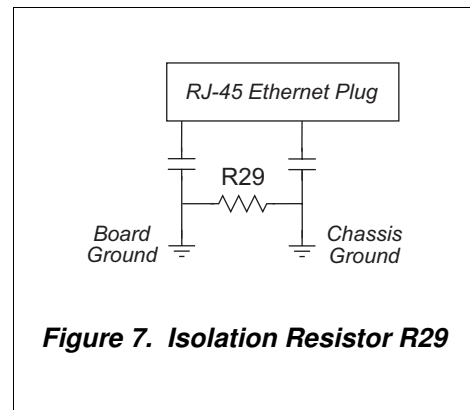 RJ-45 Ethernet Plug
R29
Board
Ground
Chassis
Ground
Figure 7. Isolation Resistor R29